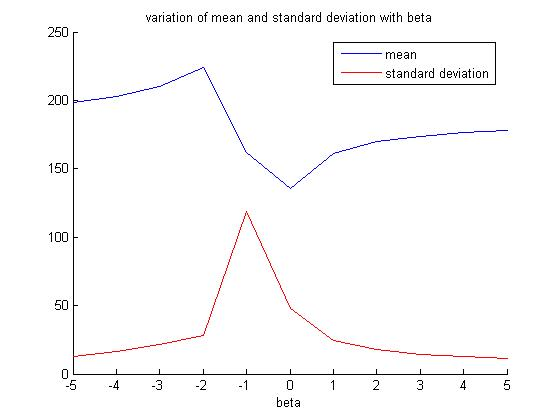 variation of mean and standard deviation with beta
250
200
150
100
50
0
mean
standard deviation
-5 -4 -3 -2 -1 0 1 2 3 4 5
beta